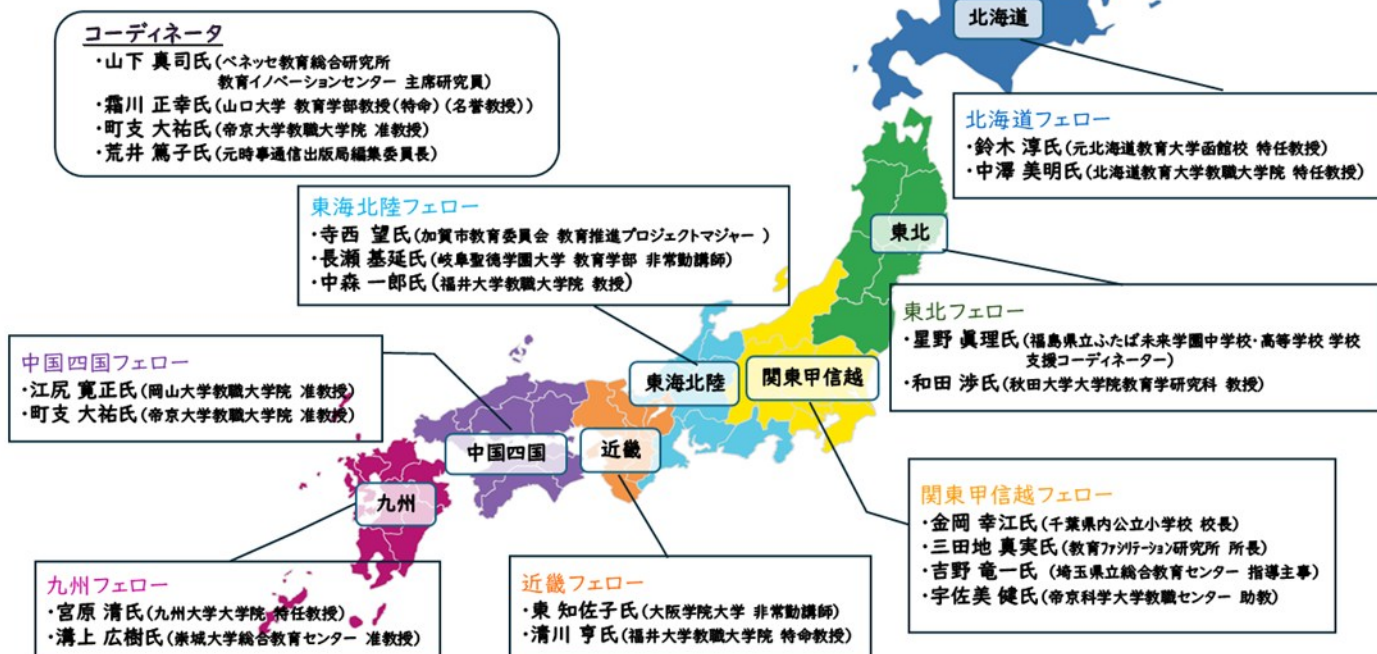 コーディネータ
・山下 真司氏(ベネッセ教育総合研究所
教育イノベーションセンター 主席研究員)
・霜川 正幸氏(山口大学 教育学部教授(特命)(名誉教授))
・町支 大祐氏(帝京大学教職大学院 准教授)
・荒井 篤子氏(元時事通信出版局編集委員長)
北海道
北海道フェロー
・鈴木 淳氏(元北海道教育大学函館校 特任教授)
・中澤 美明氏(北海道教育大学教職大学院 特任教授)
東海北陸フェロー
・寺西 望氏(加賀市教育委員会 教育推進プロジェクトマジャー )
・長瀬 基延氏(岐阜聖徳学園大学 教育学部 非常勤講師)
・中森 一郎氏(福井大学教職大学院 教授)
東北
東北フェロー
・星野 眞理氏(福島県立ふたば未来学園中学校・高等学校 学校
支援コーディネーター)
・和田 渉氏(秋田大学大学院教育学研究科 教授)
中国四国フェロー
・江尻 寛正氏(岡山大学教職大学院 准教授)
・町支 大祐氏(帝京大学教職大学院 准教授)
東海北陸
関東甲信越
中国四国
近畿
九州
関東甲信越フェロー
・金岡 幸江氏(千葉県内公立小学校 校長)
・三田地 真実氏(教育ファシリテーション研究所 所長)
・吉野 竜一氏 (埼玉県立総合教育センター 指導主事)
・宇佐美 健氏(帝京科学大学教職センター 助教)
九州フェロー
・宮原 清氏(九州大学大学院 特任教授)
・溝上 広樹氏(崇城大学総合教育センター 准教授)
近畿フェロー
・東 知佐子氏(大阪学院大学 非常勤講師)
・清川 亨氏(福井大学教職大学院 特命教授)